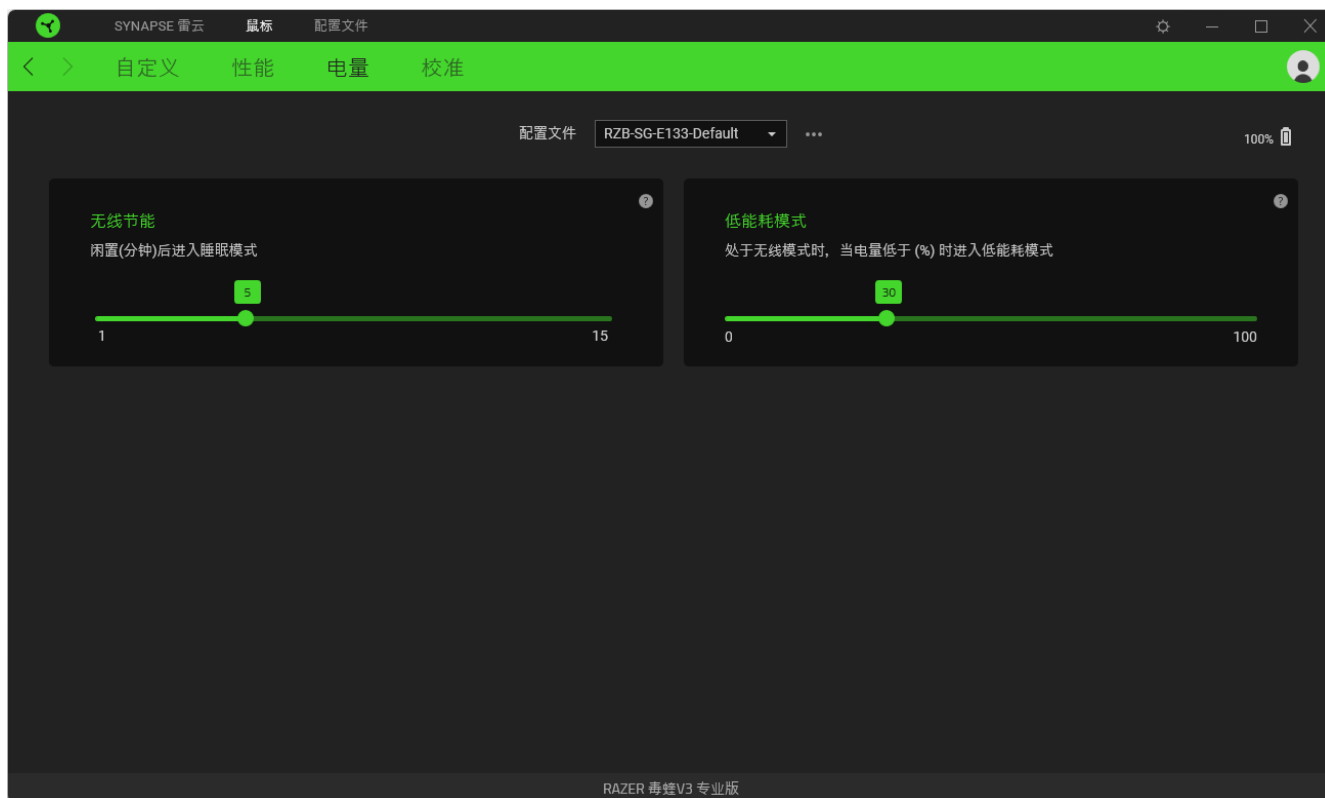 SYNAPSE 雷云 鼠标 配置文件
自定义 性能 电量 校准
配置文件 RZB-SG-E133-Default
100%
无线节能
闲置(分钟)后进入睡眠模式
5
1 15
低能耗模式
处于无线模式时，当电量低于 (%) 时进入低能耗模式
30
0 100
RAZER 毒蝰V3 专业版